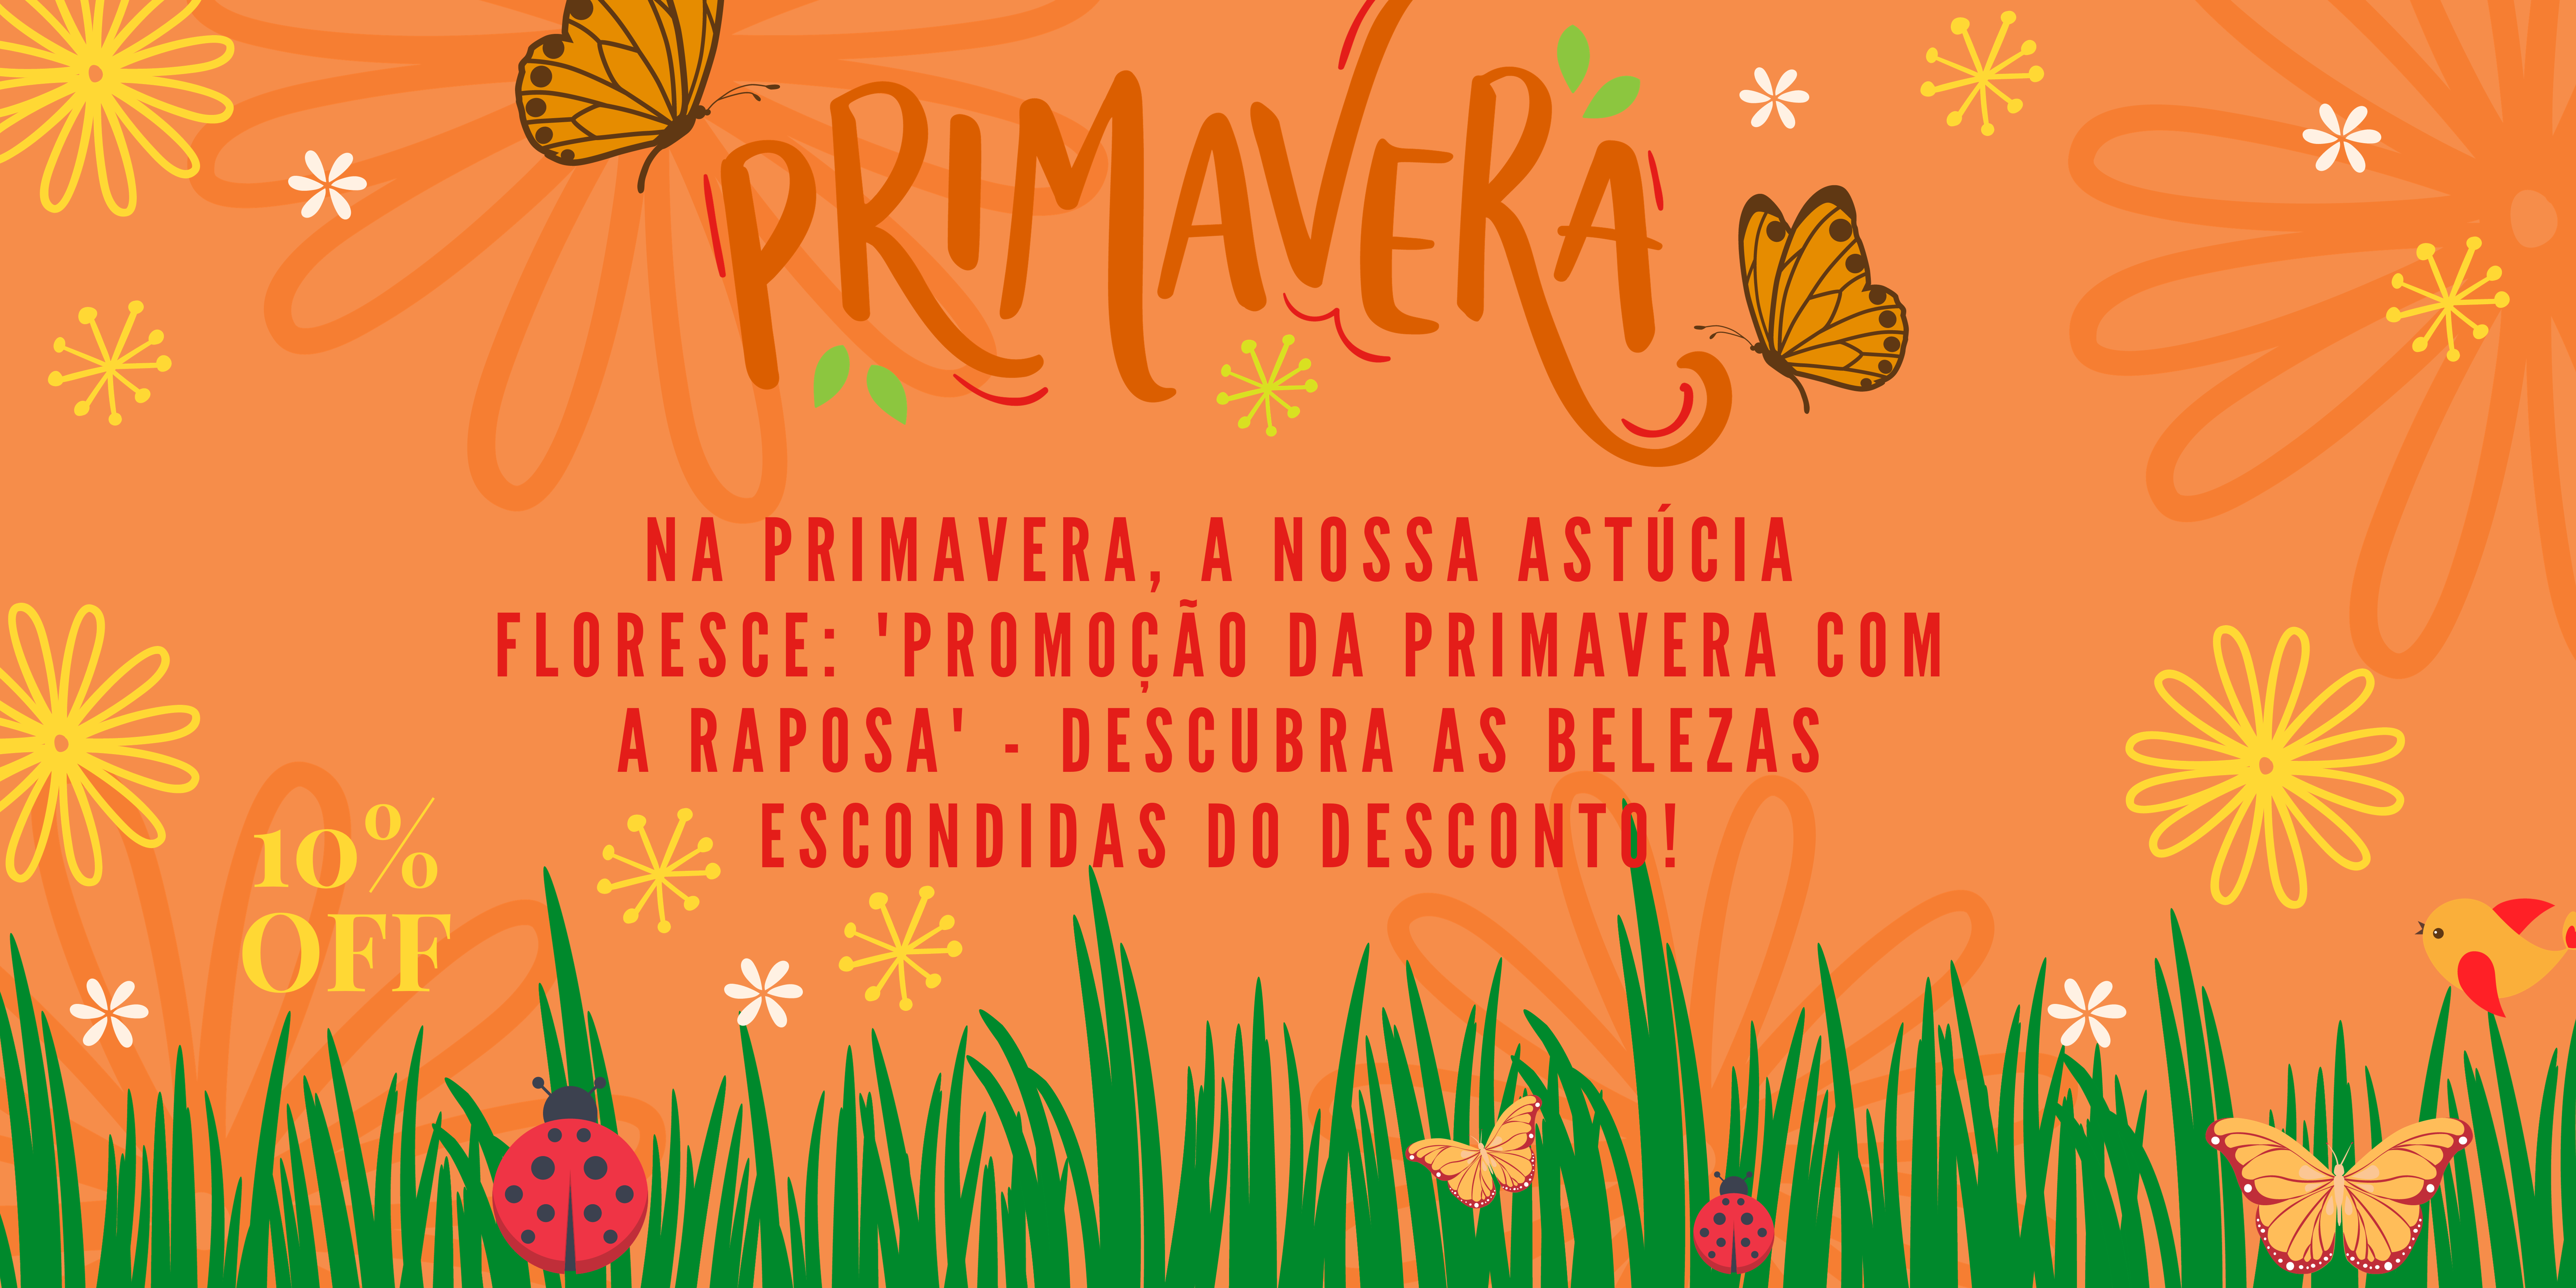 PRIMAVERA
NA PRIMAVERA, A NOSSA ASTÚCIA
FLORESCE: 'PROMOÇÃO DA PRIMAVERA COM
A RAPOSA' - DESCUBRA AS BELEZAS
ESCONDIDAS DO DESCONTO!
10%
OFF